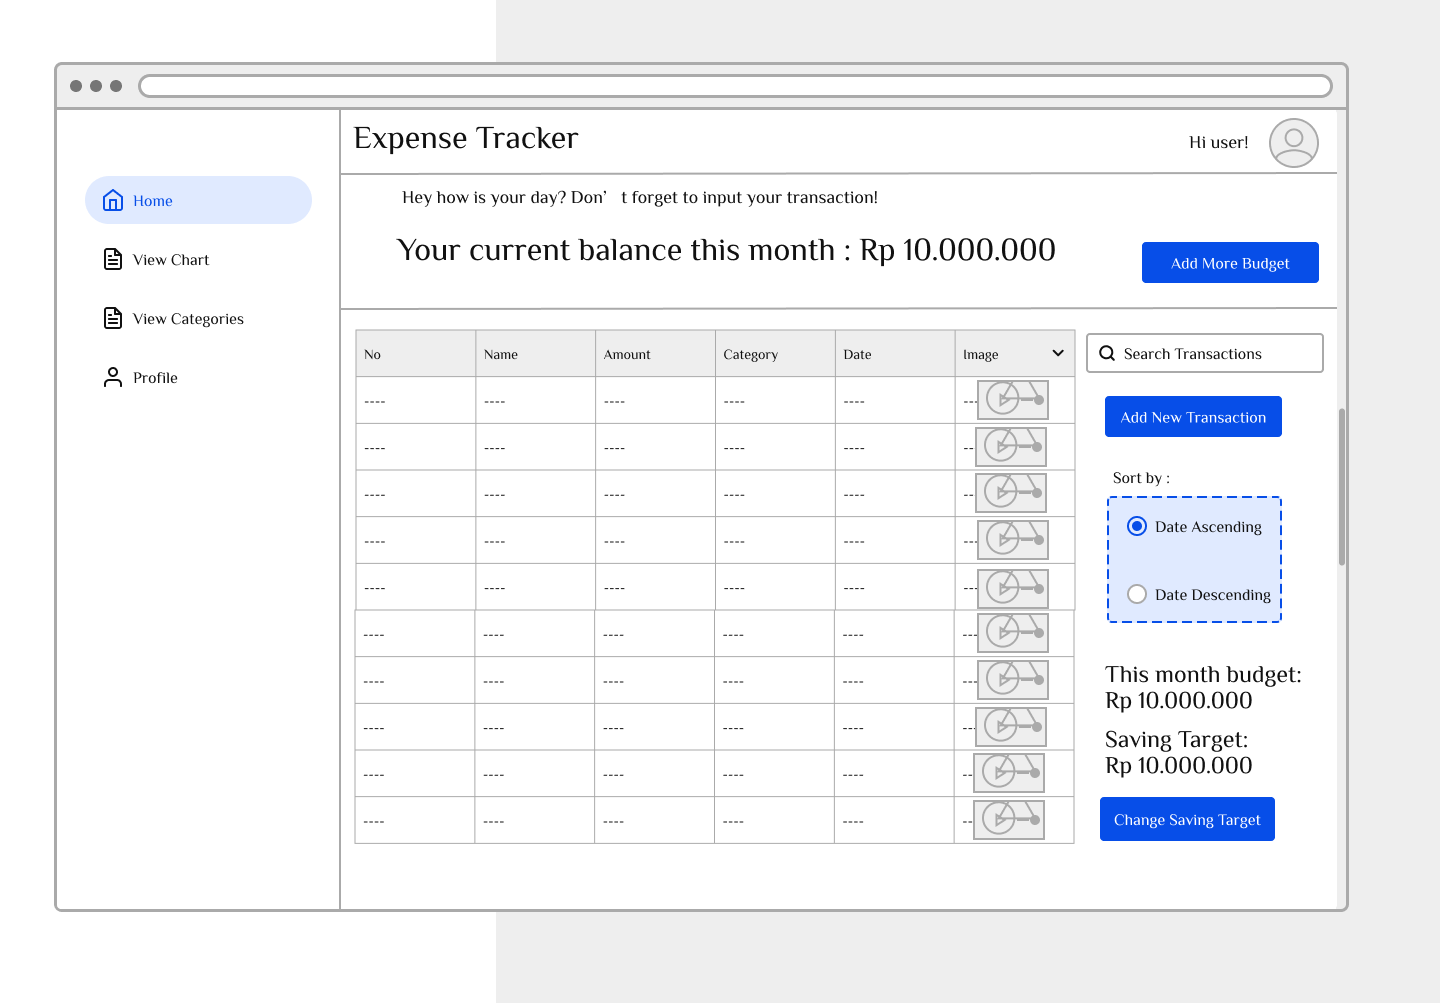 Expense Tracker
Hi user!
Home
View Chart
View Categories
Profile
Hey how is your day? Don’ t forget to input your transaction!
Your current balance this month : Rp 10.000.000
Add More Budget
No Name Amount Category Date Image
---- ---- ---- ---- ---- ---
---- ---- ---- ---- ---- --
---- ---- ---- ---- ---- --
---- ---- ---- ---- ---- ---
---- ---- ---- ---- ---- ---
---- ---- ---- ---- ---- ---
---- ---- ---- ---- ---- ---
---- ---- ---- ---- ---- ---
---- ---- ---- ---- ---- --
---- ---- ---- ---- ---- --
Search Transactions
Add New Transaction
Sort by :
Date Ascending
Date Descending
This month budget:
Rp 10.000.000
Saving Target:
Rp 10.000.000
Change Saving Target